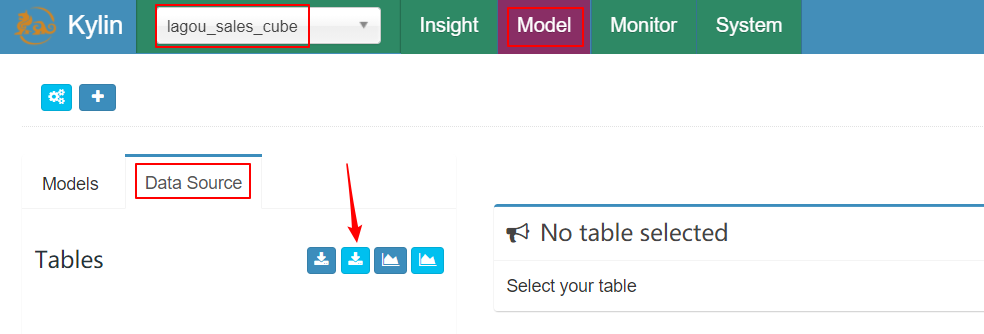 Kylin lagou_sales_cube Insight Model Monitor System
Models Data Source
No table selected
Tables
Select your table